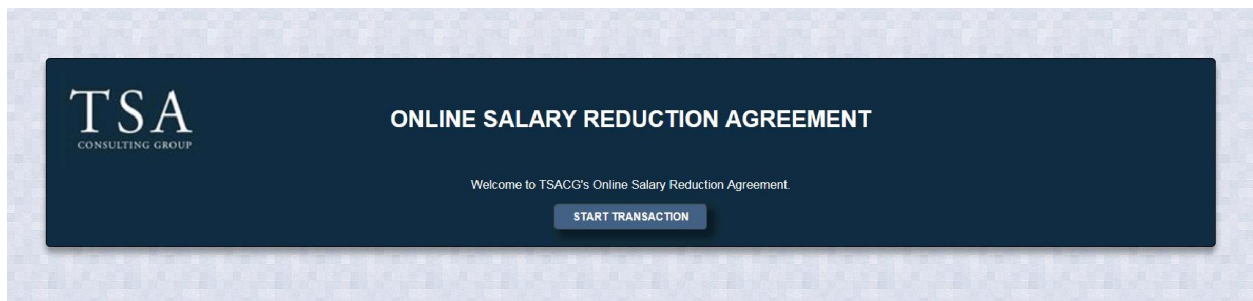 TSA
CONSULTING GROUP
ONLINE SALARY REDUCTION AGREEMENT
Welcome to TSACG's Online Salary Reduction Agreement.
START TRANSACTION